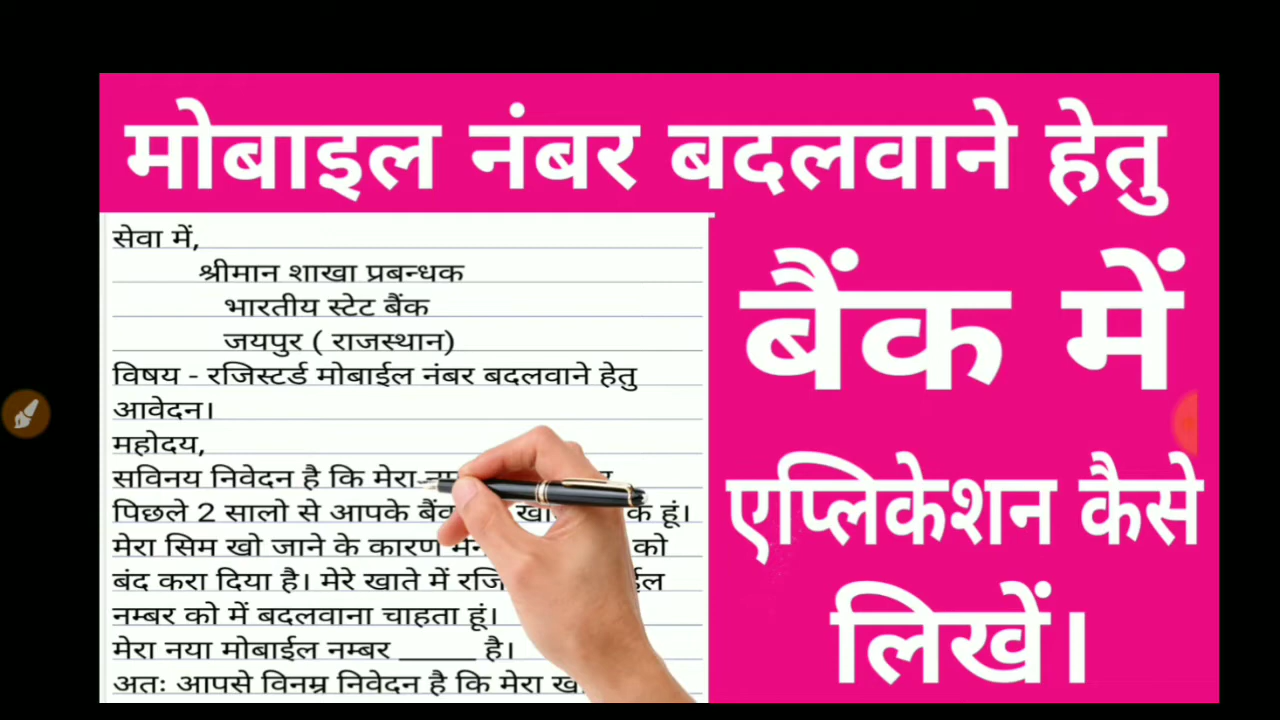 मोबाइल नंबर बदलवाने हेतु
बैंक में
एप्लिकेशन कैसे
लिखें।
सेवा में,
श्रीमान शाखा प्रबन्धक
भारतीय स्टेट बैंक
जयपुर ( राजस्थान)
विषय - रजिस्टर्ड मोबाईल नंबर बदलवाने हेतु
आवेदन।
महोदय,
सविनय निवेदन है कि मेरा
पिछले 2 सालो से आपके हूं।
मेरा सिम खो जाने के कारण को
बंद करा दिया है। मेरे खाते में
नम्बर को में बदलवाना चाहता हूं।
मेरा नया मोबाईल नम्बर ______ है।
अतः आपसे विनम्र निवेदन है कि मेरा